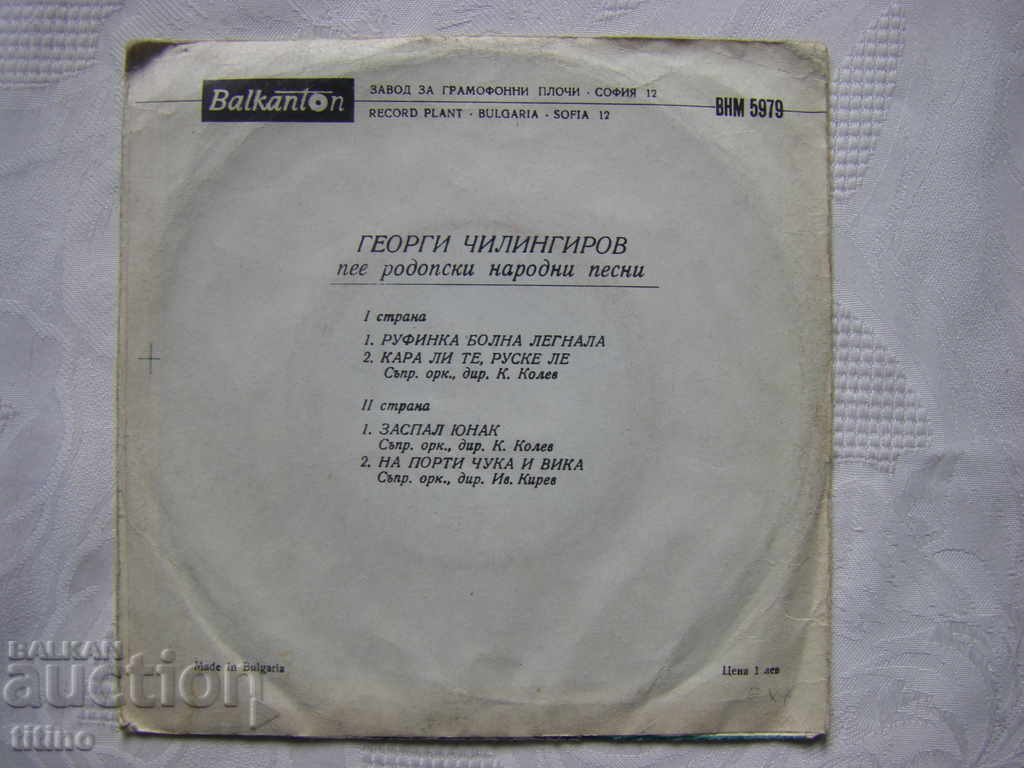 Balkanton
ЗАВОД ЗА ГРАМОФОННИ ПЛОЧИ · СОФИЯ 12
RECORD PLANT · BULGARIA · SOFIA 12
ВНМ 5979
ГЕОРГИ ЧИЛИНГИРОВ
пее родопски народни песни
I страна
1. РУФИНКА БОЛНА ЛЕГНАЛА
2. КАРА ЛИ ТЕ, РУСКЕ ЛЕ
Съпр. орк., дир. К. Колев
II страна
1. ЗАСПАЛ ЮНАК
Съпр. орк., дир. К. Колев
2. НА ПОРТИ ЧУКА И ВИКА
Съпр. орк., дир. Ив. Кирев
Made in Bulgaria
Цена 1 лев
BALKAN
auction
titino